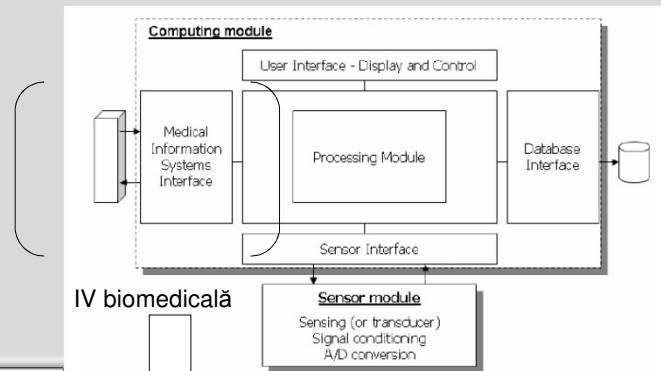 Computing module
User Interface - Display and Control
Medical
Information
Systems
Interface
Processing Module
Database
Interface
Sensor Interface
IV biomedicală
Sensor module
Sensing (or transducer)
Signal conditioning
A/D conversion